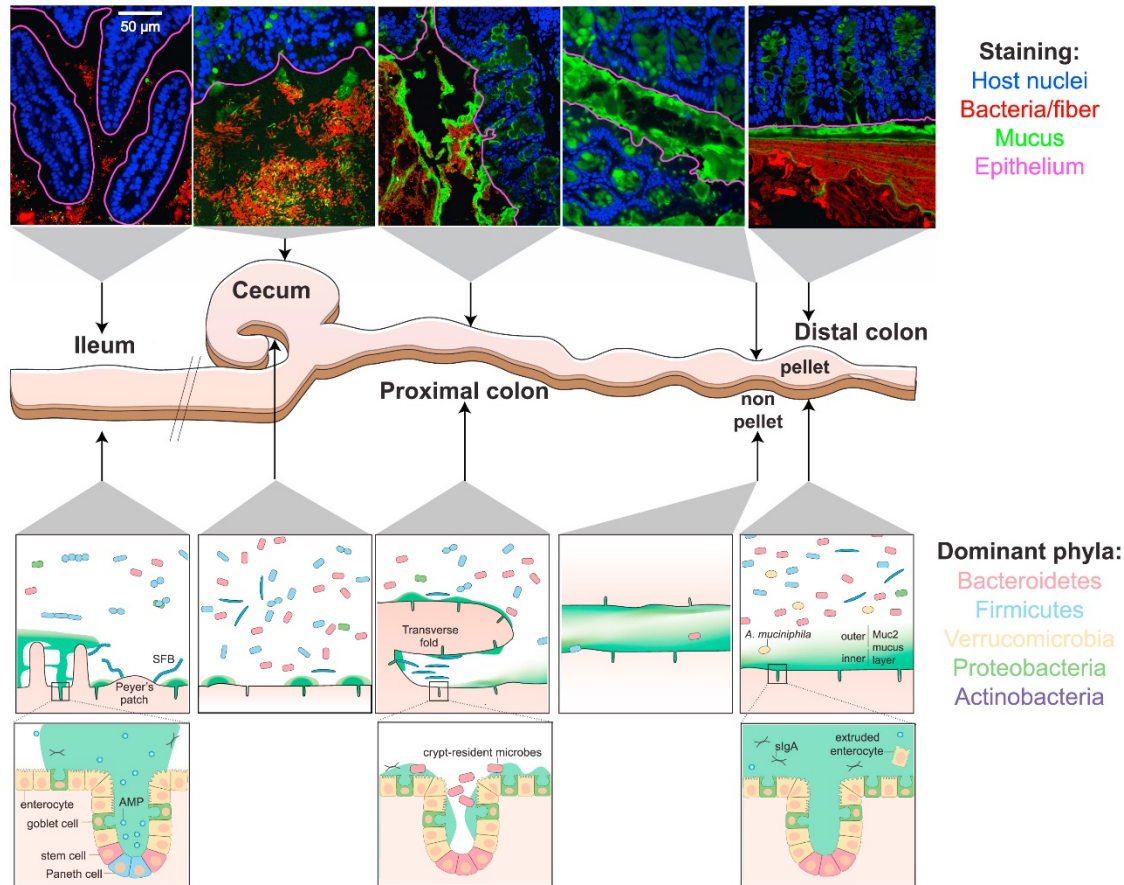 50 µm
Staining:
Host nuclei
Bacteria/fiber
Mucus
Epithelium
Cecum
Ileum
Distal colon
pellet
Proximal colon
non
pellet
Dominant phyla:
Bacteroidetes
Firmicutes
Verrucomicrobia
Proteobacteria
Actinobacteria
SFB
Peyer's
patch
Transverse
fold
A. muciniphila
outer
inner
Muc2
mucus
layer
enterocyte
goblet cell
AMP
stem cell
Paneth cell
crypt-resident microbes
sIgA
extruded
enterocyte